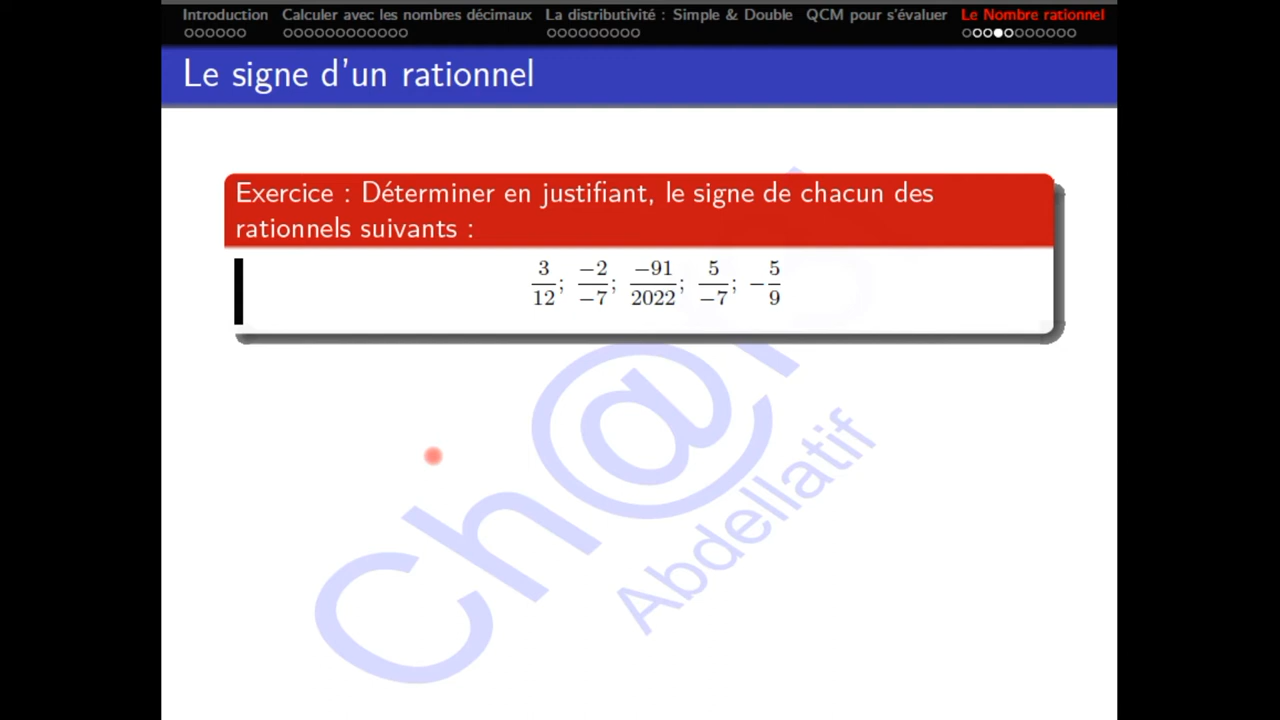 Introduction Calculer avec les nombres décimaux La distributivité : Simple & Double QCM pour s'évaluer Le Nombre rationnel
Le signe d'un rationnel
Exercice : Déterminer en justifiant, le signe de chacun des
rationnels suivants :
3/12; −2/−7; −91/2022; 5/−7; −5/9
Ch@rif
Abdellatif